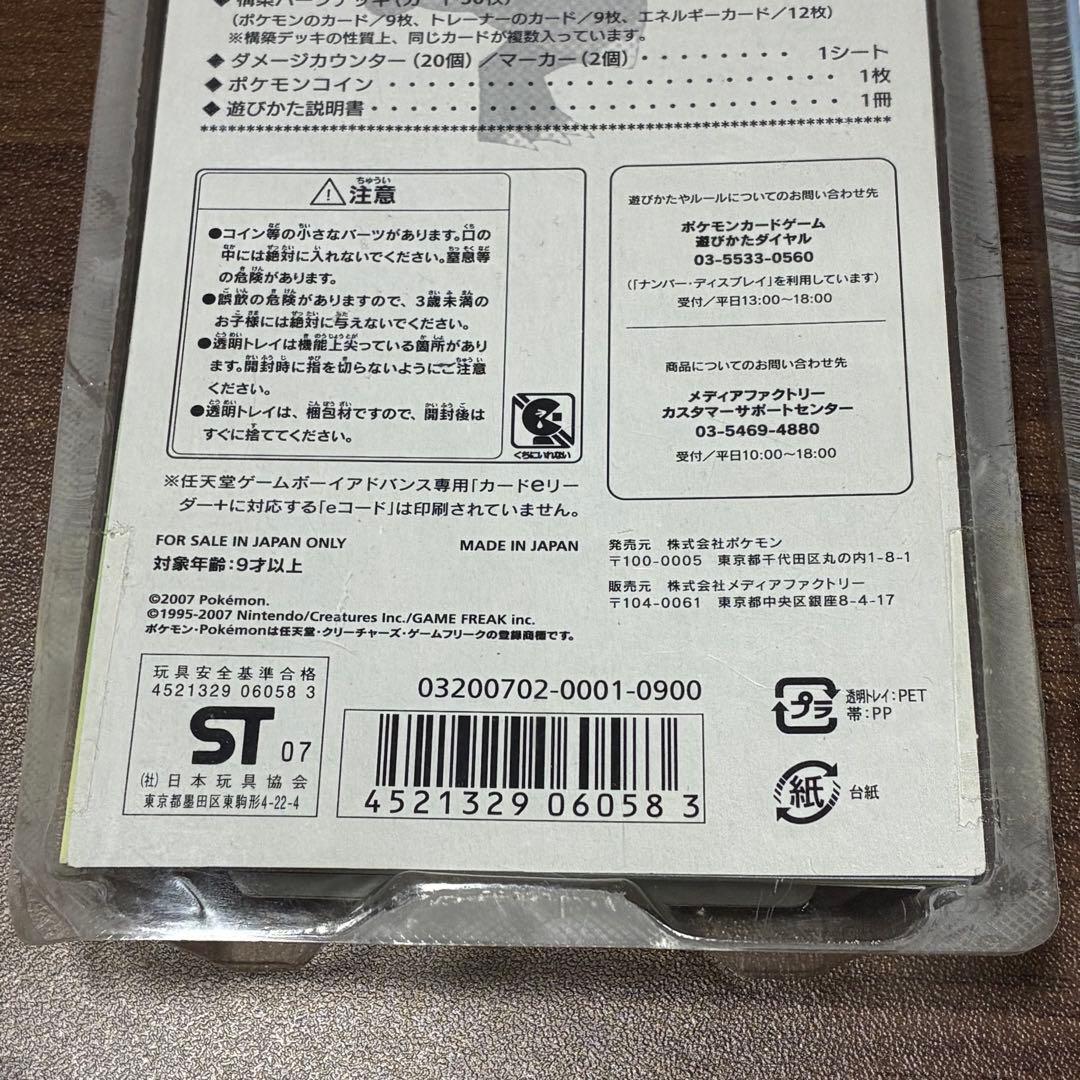 ◆構築ハーフデッキ(カード30枚)
(ポケモンのカード/9枚、トレーナーのカード/9枚、エネルギーカード/12枚)
※構築デッキの性質上、同じカードが複数入っています。
◆ダメージカウンター(20個)/マーカー(2個)・・・・・・・1シート
◆ポケモンコイン・・・・・・・・・・・・・・・・・・・1枚
◆遊びかた説明書・・・・・・・・・・・・・・・・・・・1冊
⚠注意
ちゅうい
●コイン等の小さなパーツがあります。口の
中には絶対に入れないでください。窒息等
の危険があります。
●誤飲の危険がありますので、3歳未満の
お子様には絶対に与えないでください。
●透明トレイは機能上尖っている箇所があり
ます。開封時に指を切らないようにご注意
ください。
●透明トレイは、梱包材ですので、開封後は
すぐに捨ててください。
くちにいれない
※任天堂ゲームボーイアドバンス専用「カードeリー
ダー+に対応する「eコード」は印刷されていません。
FOR SALE IN JAPAN ONLY
MADE IN JAPAN
対象年齢:9才以上
©2007 Pokémon.
©1995-2007 Nintendo/Creatures Inc./GAME FREAK inc.
ポケモン・Pokémonは任天堂・クリーチャーズ・ゲームフリークの登録商標です。
遊びかたやルールについてのお問い合わせ先
ポケモンカードゲーム
遊びかたダイヤル
03-5533-0560
(「ナンバー・ディスプレイ」を利用しています)
受付/平日13:00〜18:00
商品についてのお問い合わせ先
メディアファクトリー
カスタマーサポートセンター
03-5469-4880
受付/平日10:00〜18:00
発売元 株式会社ポケモン
〒100-0005 東京都千代田区丸の内1-8-1
販売元 株式会社メディアファクトリー
〒104-0061 東京都中央区銀座8-4-17
玩具安全基準合格
4521329 06058 3
ST 07
(社)日本玩具協会
東京都墨田区東駒形4-22-4
03200702-0001-0900
4521329 060583
プラ
透明トレイ:PET
帯:PP
紙
台紙